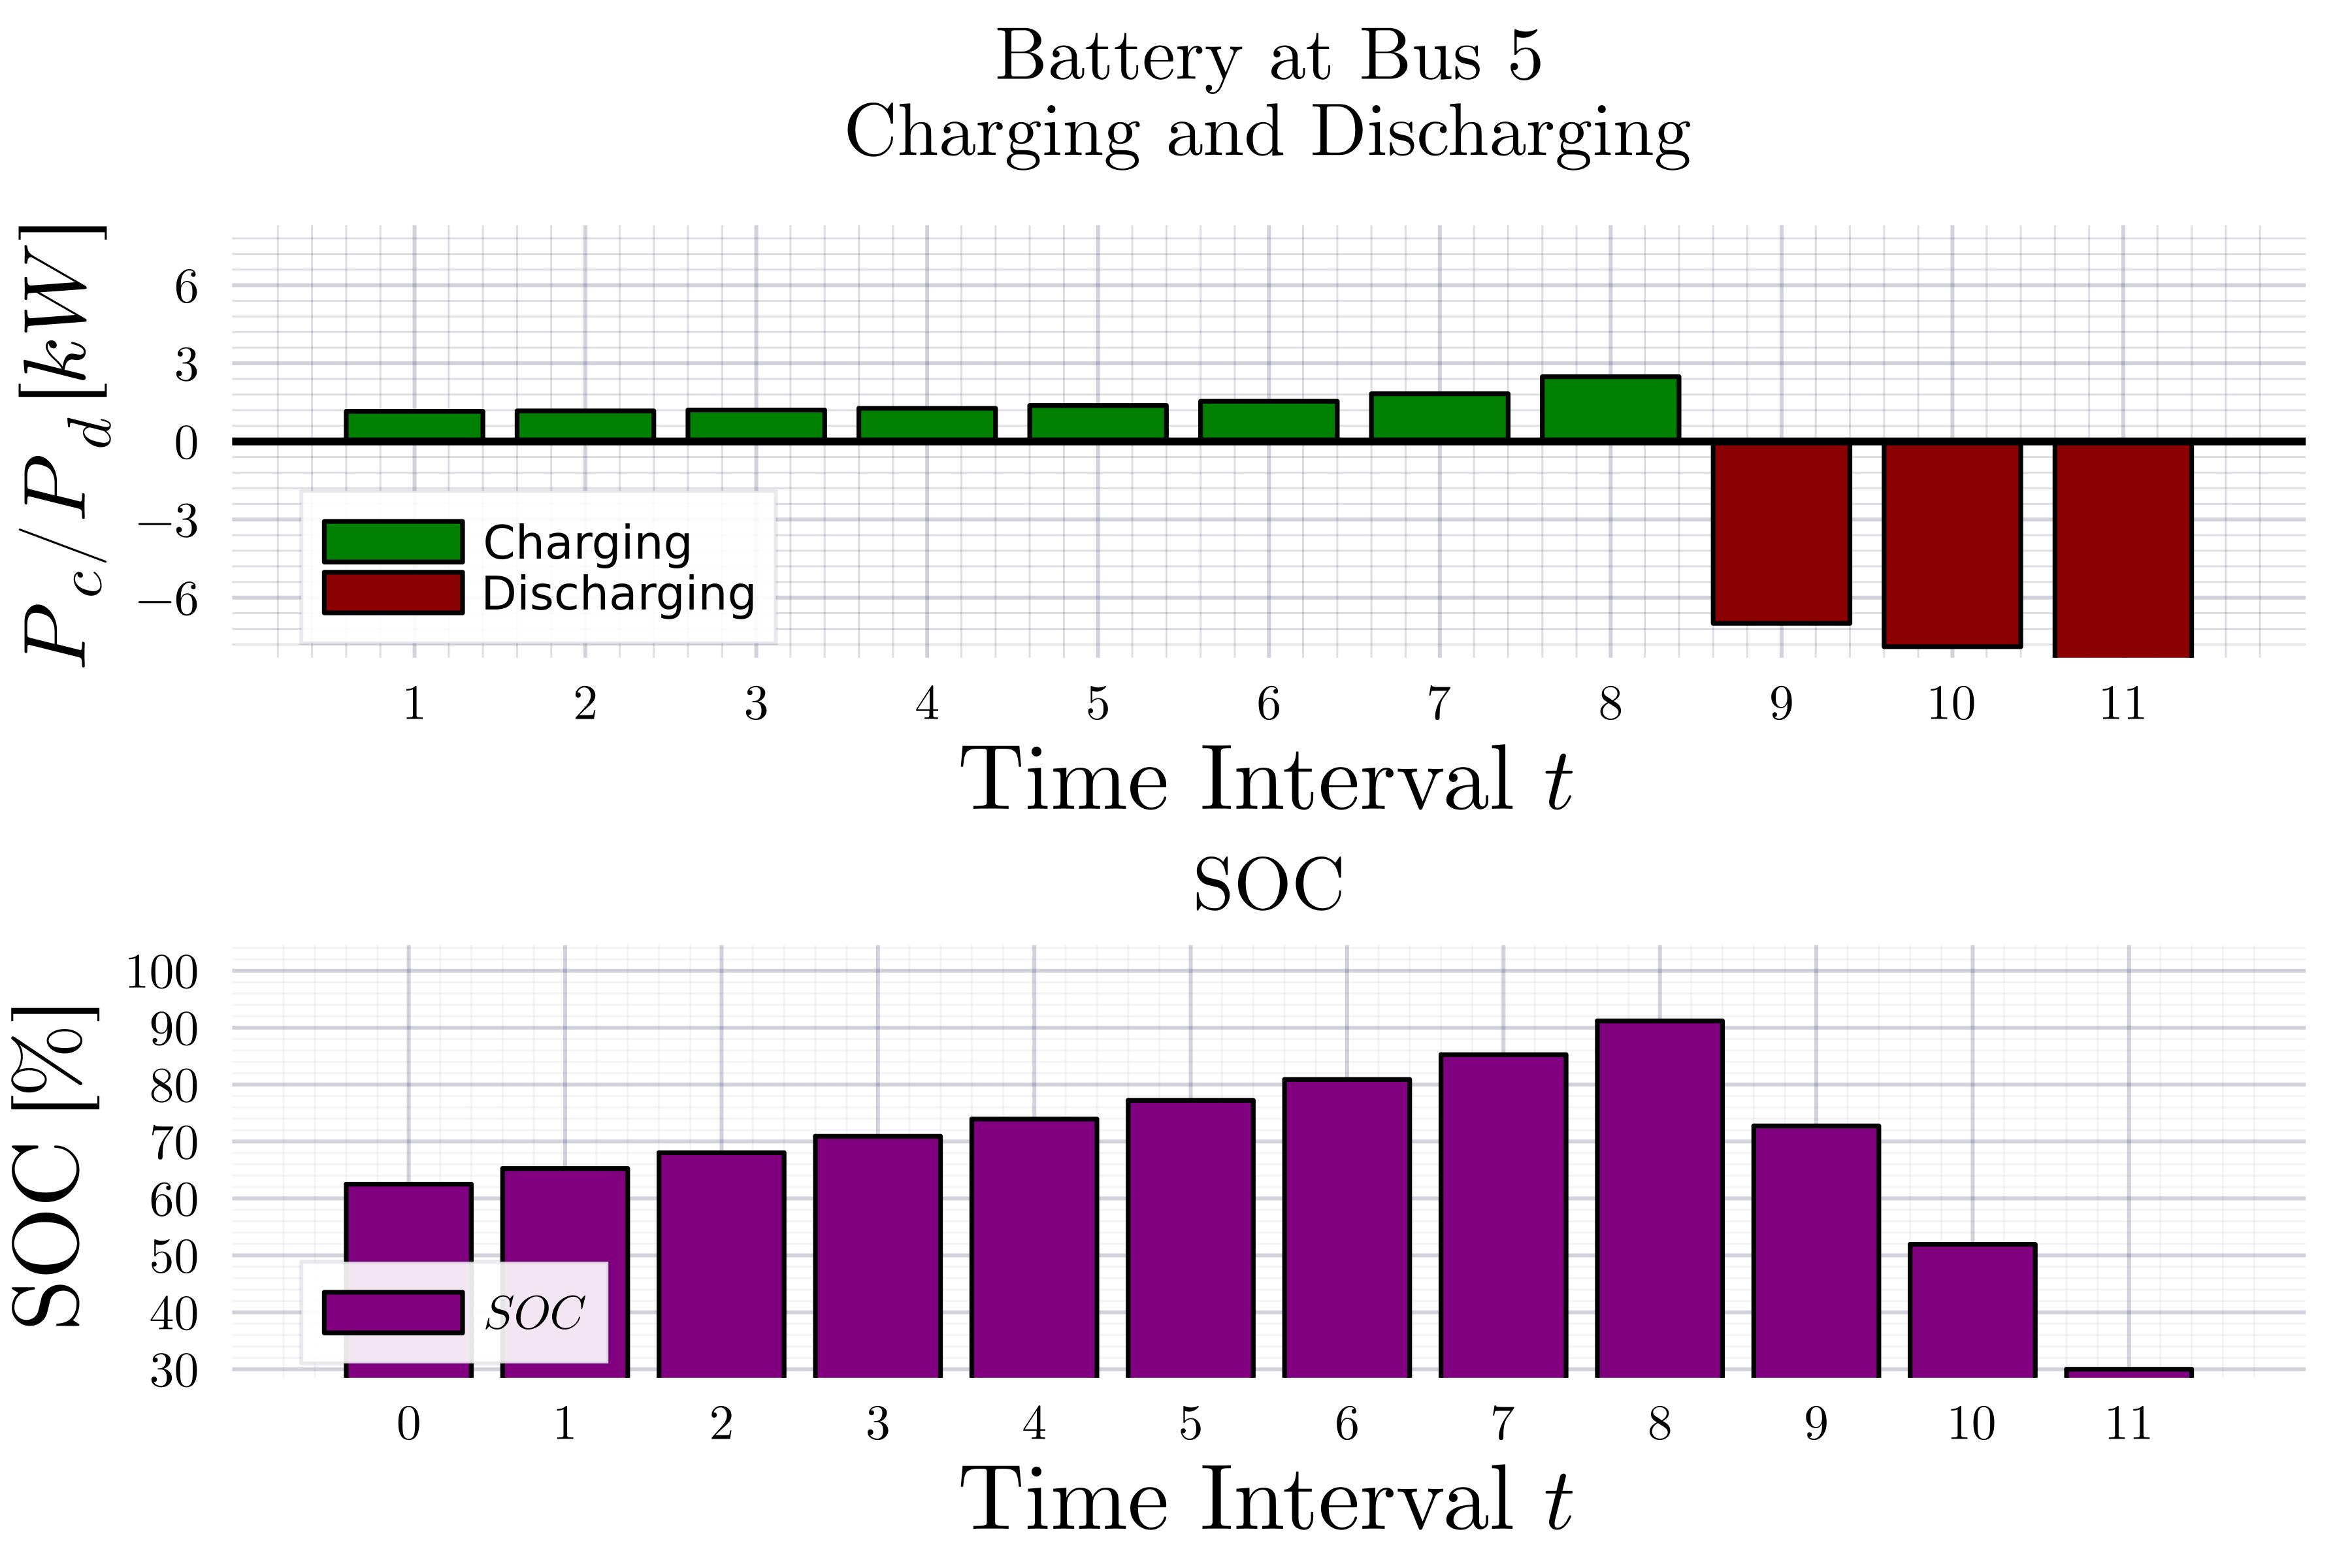 Battery at Bus 5
Charging and Discharging
P_c/P_d [kW]
6
3
0
−3
−6
Charging
Discharging
1 2 3 4 5 6 7 8 9 10 11
Time Interval t
SOC
SOC [%]
100
90
80
70
60
50
40
30
SOC
0 1 2 3 4 5 6 7 8 9 10 11
Time Interval t